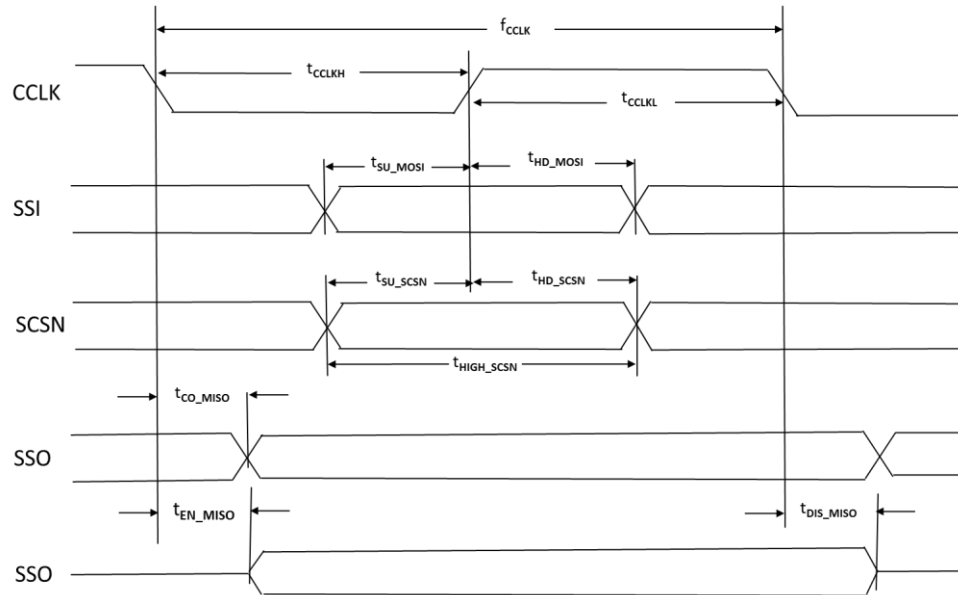 fCCLK
tCCLKH
CCLK
tCCLKL
tSU_MOSI
tHD_MOSI
SSI
tSU_SCSN
tHD_SCSN
SCSN
tHIGH_SCSN
tCO_MISO
SSO
tEN_MISO
tDIS_MISO
SSO